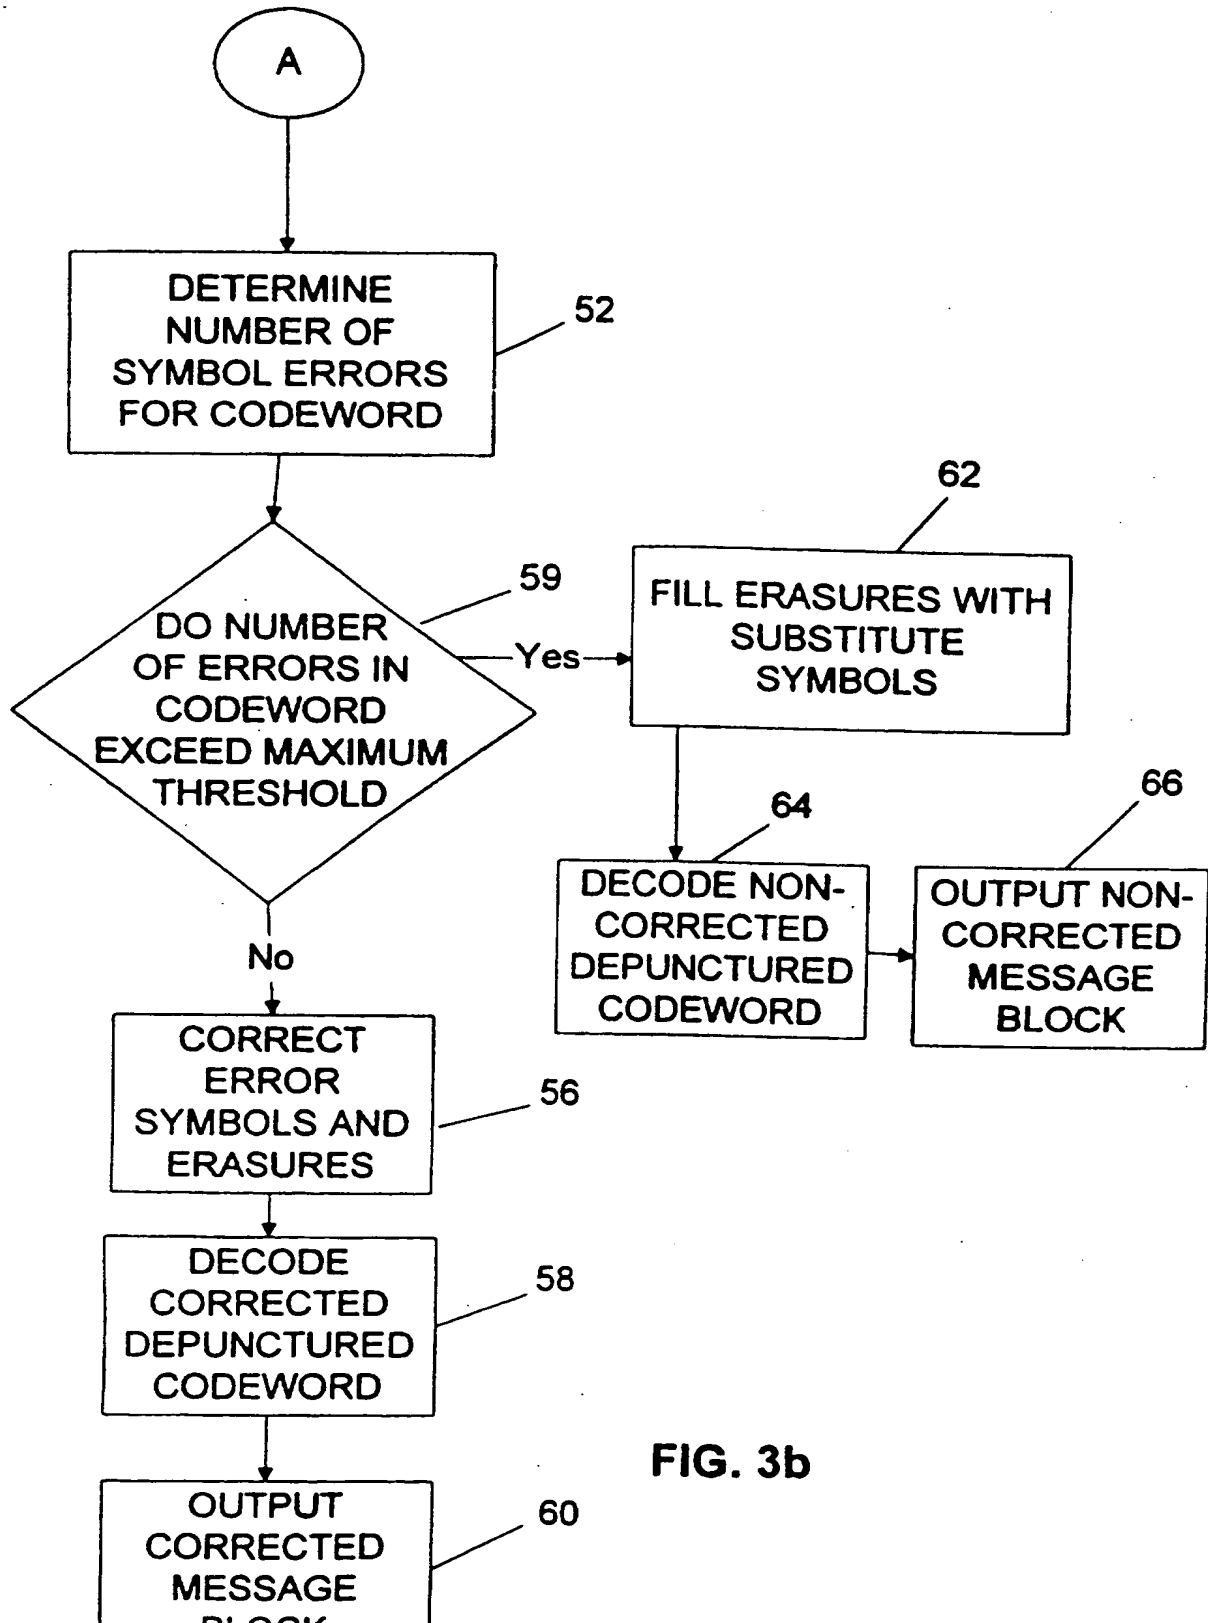 A
DETERMINE
NUMBER OF
SYMBOL ERRORS
FOR CODEWORD
52
DO NUMBER
OF ERRORS IN
CODEWORD
EXCEED MAXIMUM
THRESHOLD
59
Yes
62
FILL ERASURES WITH
SUBSTITUTE
SYMBOLS
64
DECODE NON-
CORRECTED
DEPUNCTURED
CODEWORD
66
OUTPUT NON-
CORRECTED
MESSAGE
BLOCK
No
CORRECT
ERROR
SYMBOLS AND
ERASURES
56
DECODE
CORRECTED
DEPUNCTURED
CODEWORD
58
OUTPUT
CORRECTED
MESSAGE
BLOCK
60
FIG. 3b